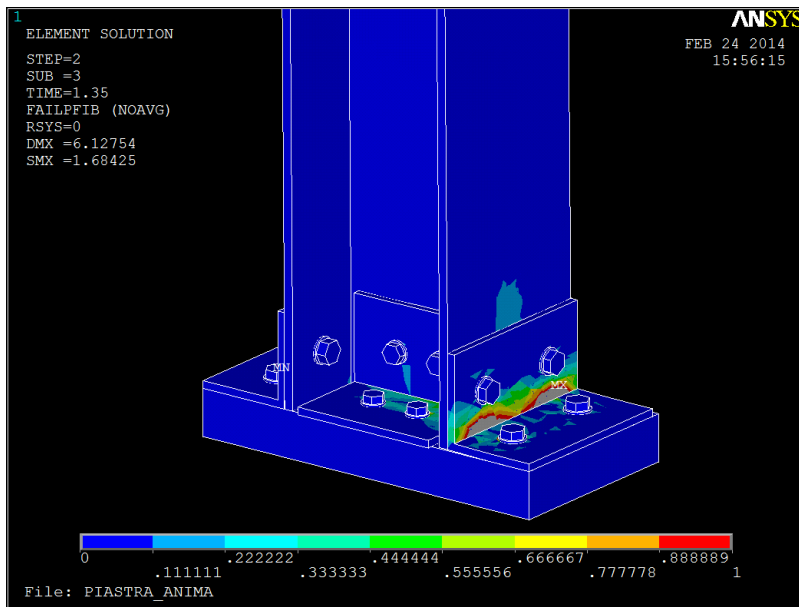 1
ELEMENT SOLUTION
STEP=2
SUB =3
TIME=1.35
FAILPFIB (NOAVG)
RSYS=0
DMX =6.12754
SMX =1.68425
ANSYS
FEB 24 2014
15:56:15
MN
MX
0 .222222 .444444 .666667 .888889
.111111 .333333 .555556 .777778 1
File: PIASTRA_ANIMA